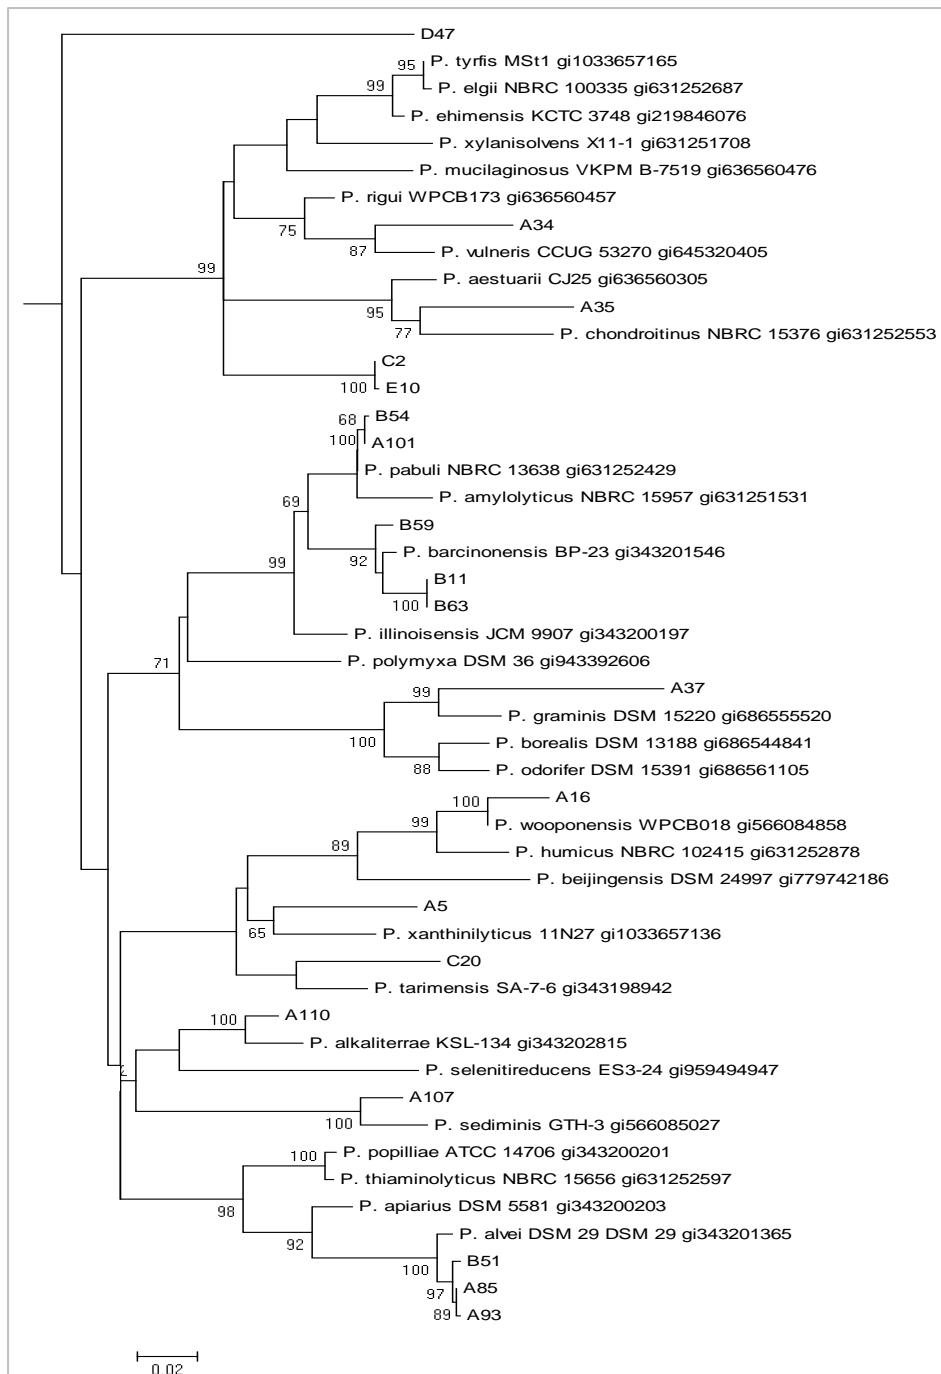 D47
95
P. tyrfis MSt1 gi1033657165
99
P. elgii NBRC 100335 gi631252687
P. ehimensis KCTC 3748 gi219846076
P. xylanisolvens X11-1 gi631251708
P. mucilaginosus VKPM B-7519 gi636560476
P. rigui WPCB173 gi636560457
75
A34
87
P. vulneris CCUG 53270 gi645320405
99
P. aestuarii CJ25 gi636560305
95
A35
77
P. chondroitinus NBRC 15376 gi631252553
C2
100
E10
68
B54
100
A101
P. pabuli NBRC 13638 gi631252429
P. amylolyticus NBRC 15957 gi631251531
69
B59
92
P. barcinonensis BP-23 gi343201546
99
B11
100
B63
P. illinoisensis JCM 9907 gi343200197
71
P. polymyxa DSM 36 gi943392606
99
A37
P. graminis DSM 15220 gi686555520
100
P. borealis DSM 13188 gi686544841
88
P. odorifer DSM 15391 gi686561105
100
A16
99
P. wooponensis WPCB018 gi566084858
89
P. humicus NBRC 102415 gi631252878
P. beijingensis DSM 24997 gi779742186
A5
65
P. xanthinilyticus 11N27 gi1033657136
C20
P. tarimensis SA-7-6 gi343198942
100
A110
P. alkaliterrae KSL-134 gi343202815
P. selenitireducens ES3-24 gi959494947
A107
100
P. sediminis GTH-3 gi566085027
100
P. popilliae ATCC 14706 gi343200201
P. thiaminolyticus NBRC 15656 gi631252597
98
P. apiarius DSM 5581 gi343200203
92
P. alvei DSM 29 DSM 29 gi343201365
100
B51
97
A85
89
A93
0.02